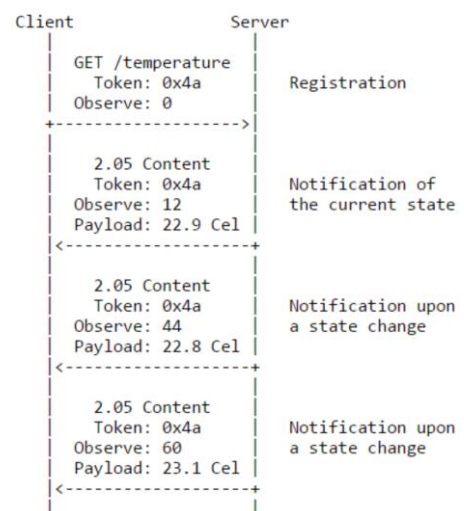 Client Server
GET /temperature
Token: 0x4a Registration
Observe: 0
2.05 Content
Token: 0x4a Notification of
Observe: 12 the current state
Payload: 22.9 Cel
2.05 Content
Token: 0x4a Notification upon
Observe: 44 a state change
Payload: 22.8 Cel
2.05 Content
Token: 0x4a Notification upon
Observe: 60 a state change
Payload: 23.1 Cel